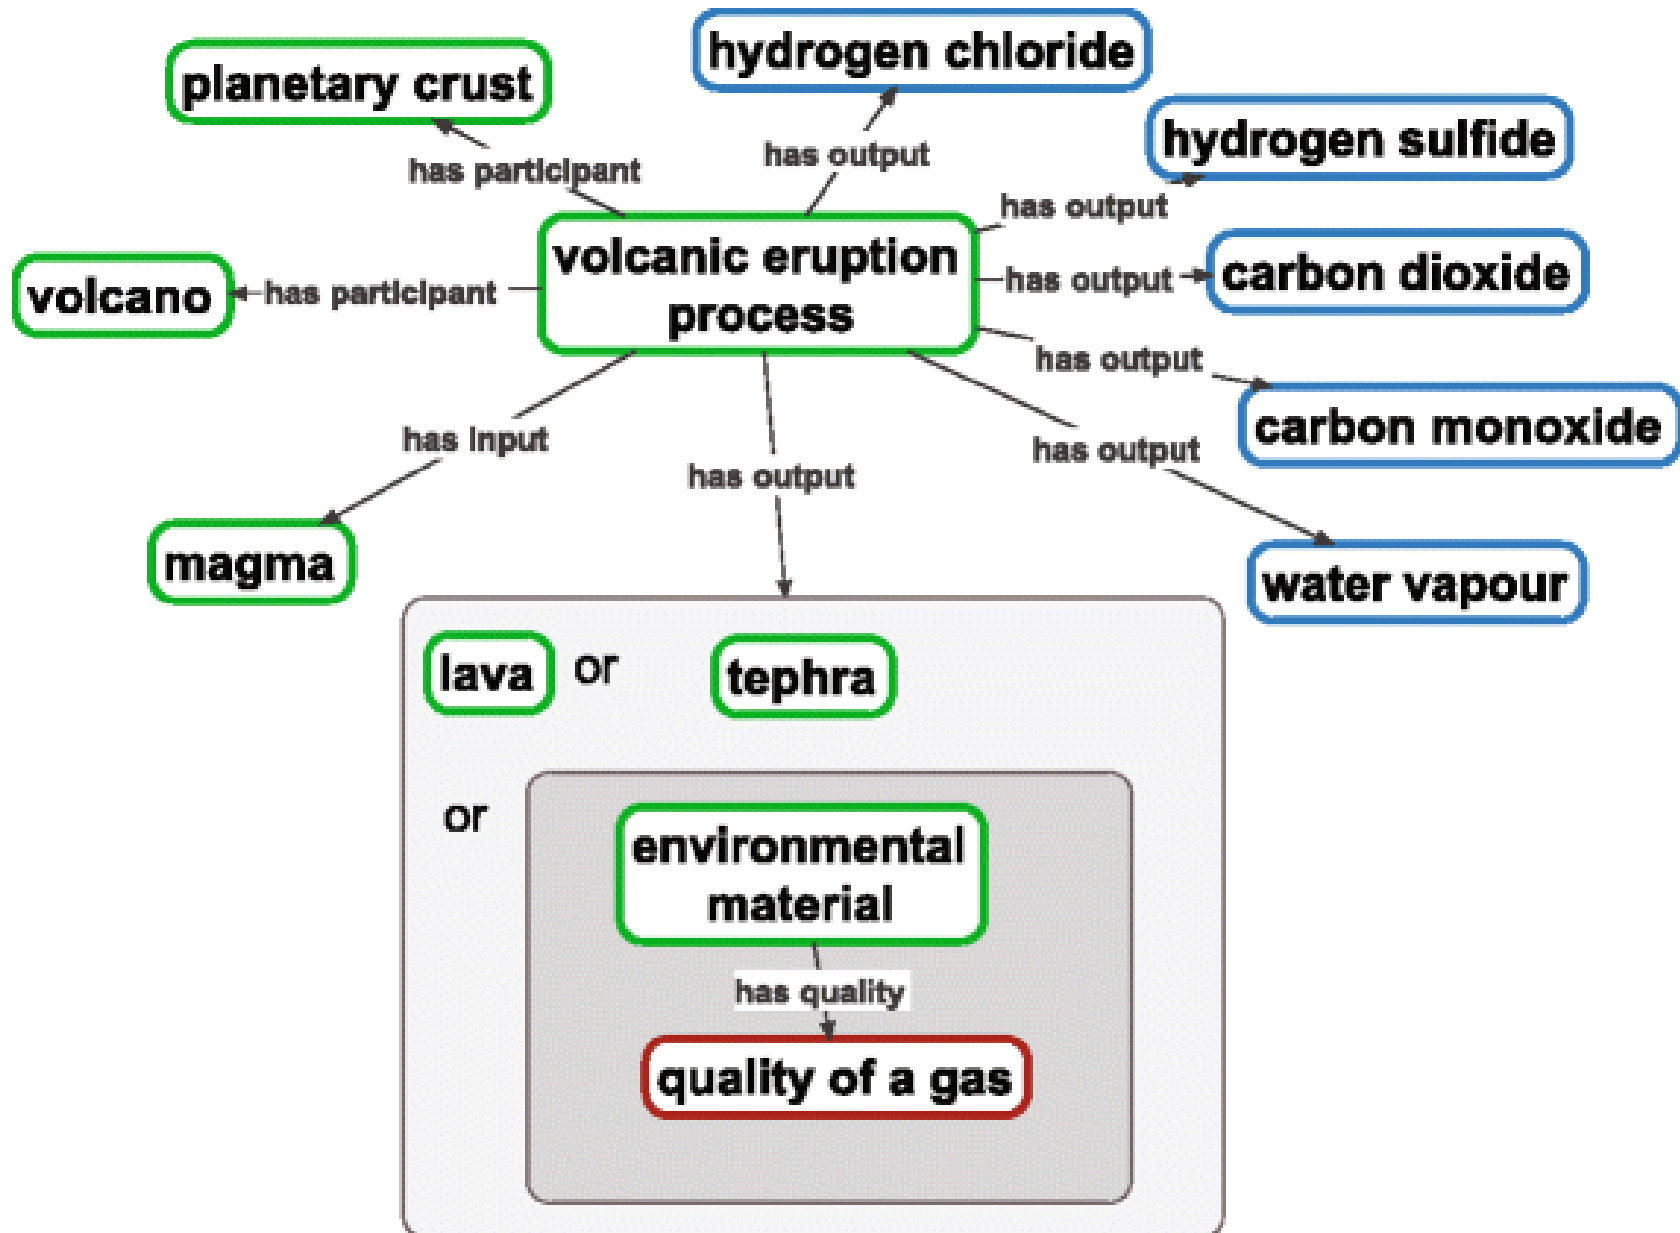 hydrogen chloride
planetary crust
hydrogen sulfide
has output
has participant
has output
volcanic eruption
process
carbon dioxide
has output
volcano
has participant
has output
carbon monoxide
has input
has output
has output
magma
water vapour
lava
or
tephra
or
environmental
material
has quality
quality of a gas